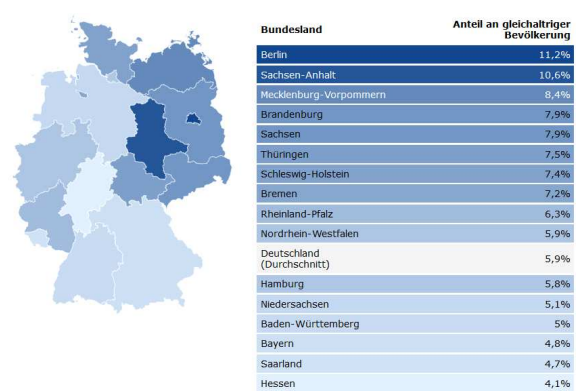 Bundesland Anteil an gleichaltriger
Bevölkerung
Berlin 11,2%
Sachsen-Anhalt 10,6%
Mecklenburg-Vorpommern 8,4%
Brandenburg 7,9%
Sachsen 7,9%
Thüringen 7,5%
Schleswig-Holstein 7,4%
Bremen 7,2%
Rheinland-Pfalz 6,3%
Nordrhein-Westfalen 5,9%
Deutschland
(Durchschnitt) 5,9%
Hamburg 5,8%
Niedersachsen 5,1%
Baden-Württemberg 5%
Bayern 4,8%
Saarland 4,7%
Hessen 4,1%